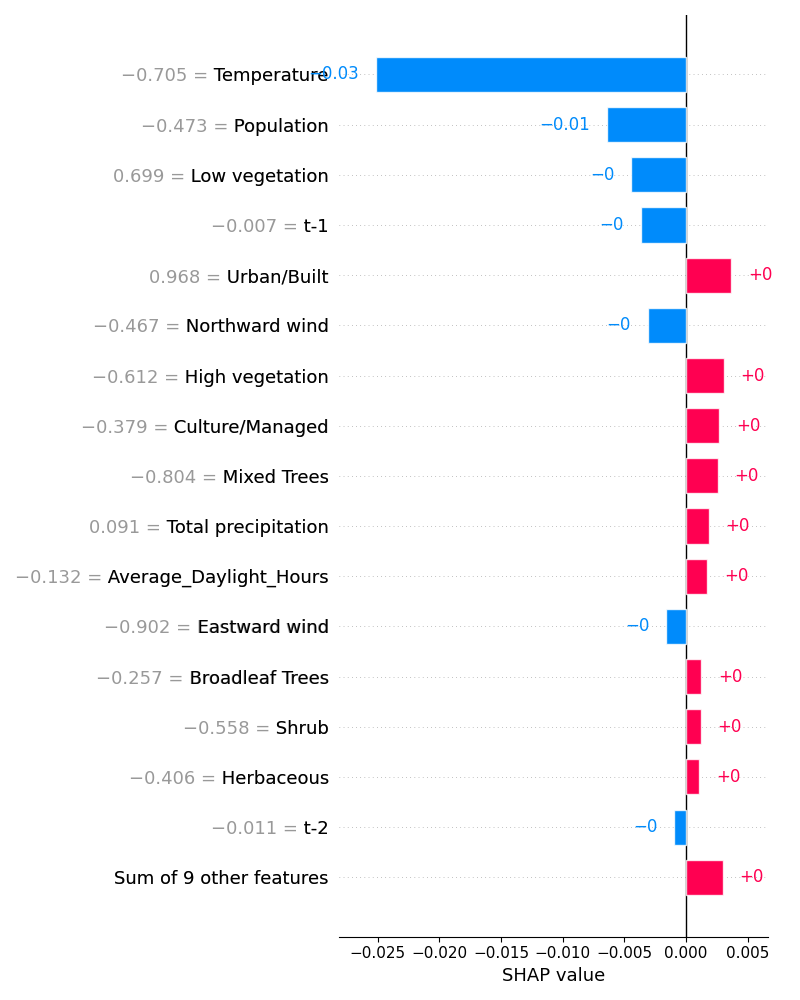 −0.705 = Temperature −0.03
−0.473 = Population −0.01
0.699 = Low vegetation −0
−0.007 = t-1 −0
0.968 = Urban/Built +0
−0.467 = Northward wind −0
−0.612 = High vegetation +0
−0.379 = Culture/Managed +0
−0.804 = Mixed Trees +0
0.091 = Total precipitation +0
−0.132 = Average_Daylight_Hours +0
−0.902 = Eastward wind −0
−0.257 = Broadleaf Trees +0
−0.558 = Shrub +0
−0.406 = Herbaceous +0
−0.011 = t-2 −0
Sum of 9 other features +0
−0.025 −0.020 −0.015 −0.010 −0.005 0.000 0.005
SHAP value